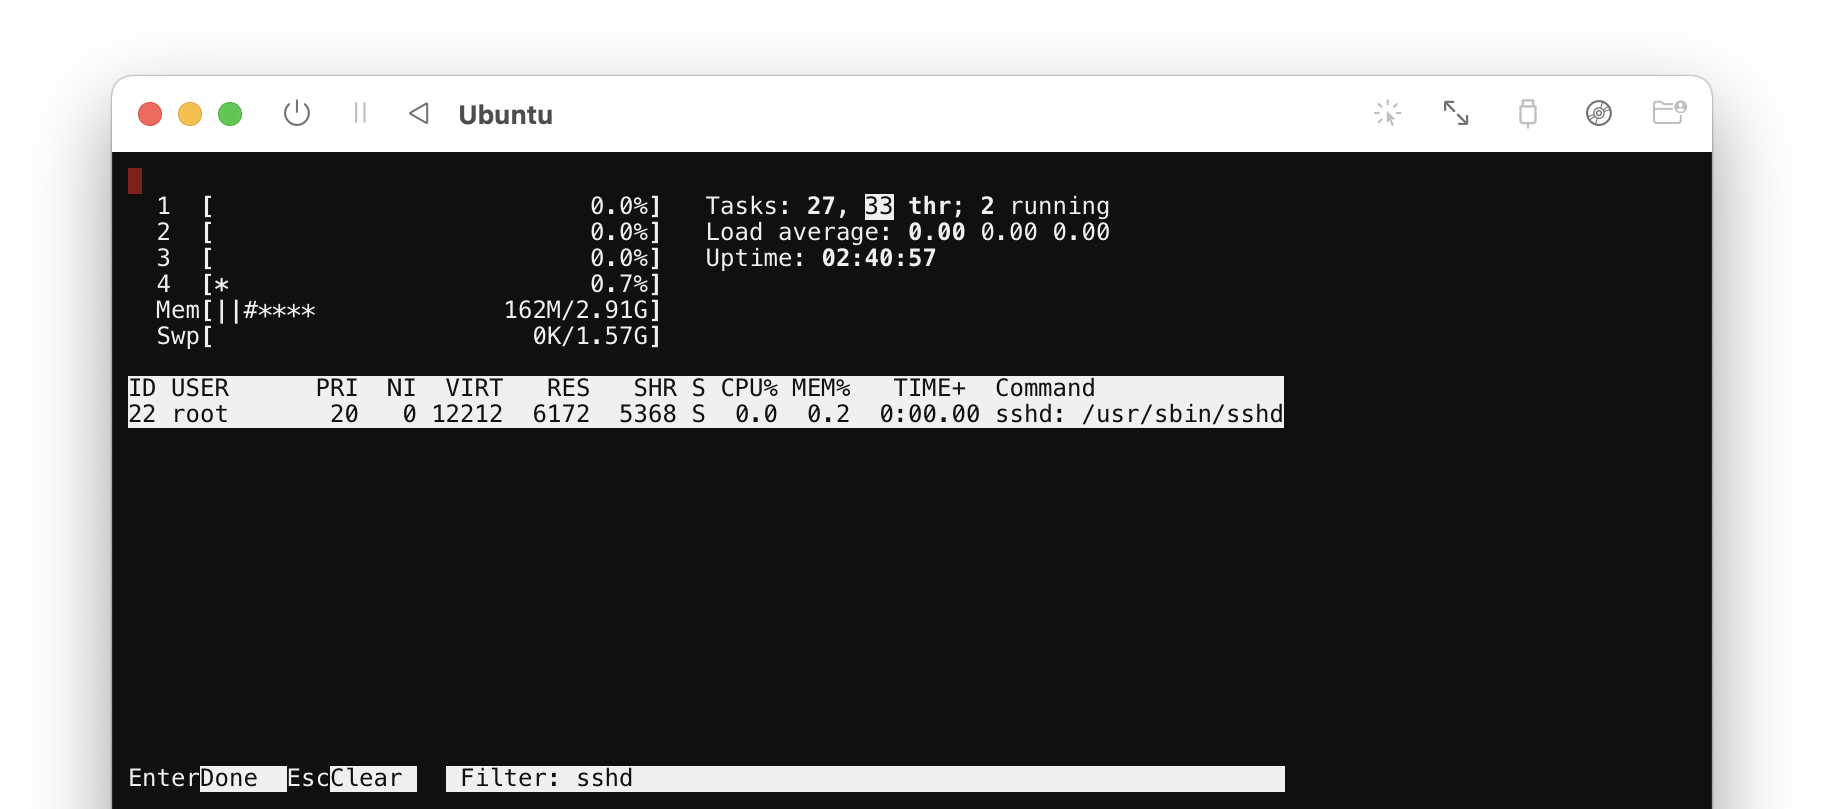 Ubuntu
1 [ 0.0%] Tasks: 27, 33 thr; 2 running
2 [ 0.0%] Load average: 0.00 0.00 0.00
3 [ 0.0%] Uptime: 02:40:57
4 [* 0.7%]
Mem[||#**** 162M/2.91G]
Swp[ 0K/1.57G]
ID USER PRI NI VIRT RES SHR S CPU% MEM% TIME+ Command
22 root 20 0 12212 6172 5368 S 0.0 0.2 0:00.00 sshd: /usr/sbin/sshd
EnterDone EscClear Filter: sshd